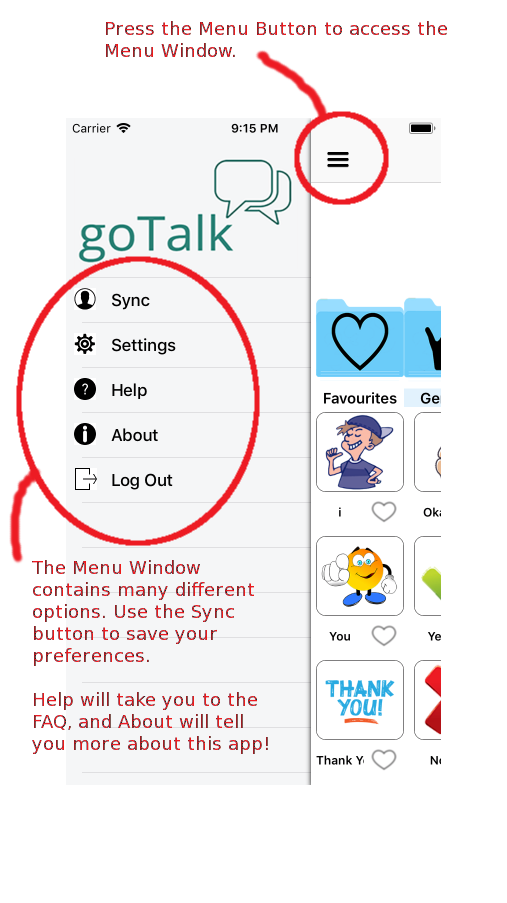 Press the Menu Button to access the
Menu Window.
Carrier
9:15 PM
goTalk
Sync
Settings
Help
About
Log Out
Favourites
Ge
i
Oka
You
Ye
THANK
YOU!
Thank Y
No
The Menu Window
contains many different
options. Use the Sync
button to save your
preferences.
Help will take you to the
FAQ, and About will tell
you more about this app!